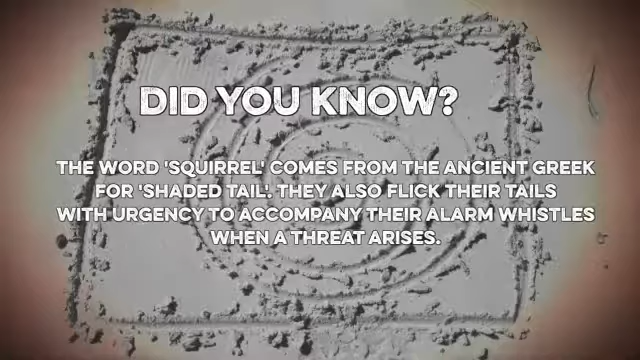 DID YOU KNOW?
THE WORD 'SQUIRREL' COMES FROM THE ANCIENT GREEK
FOR 'SHADED TAIL'. THEY ALSO FLICK THEIR TAILS
WITH URGENCY TO ACCOMPANY THEIR ALARM WHISTLES
WHEN A THREAT ARISES.